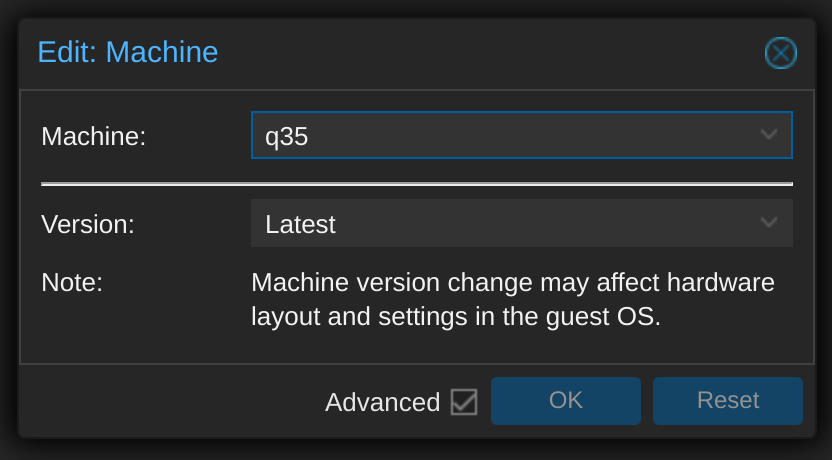 Edit: Machine
Machine:
q35
Version:
Latest
Note:
Machine version change may affect hardware
layout and settings in the guest OS.
Advanced
OK
Reset